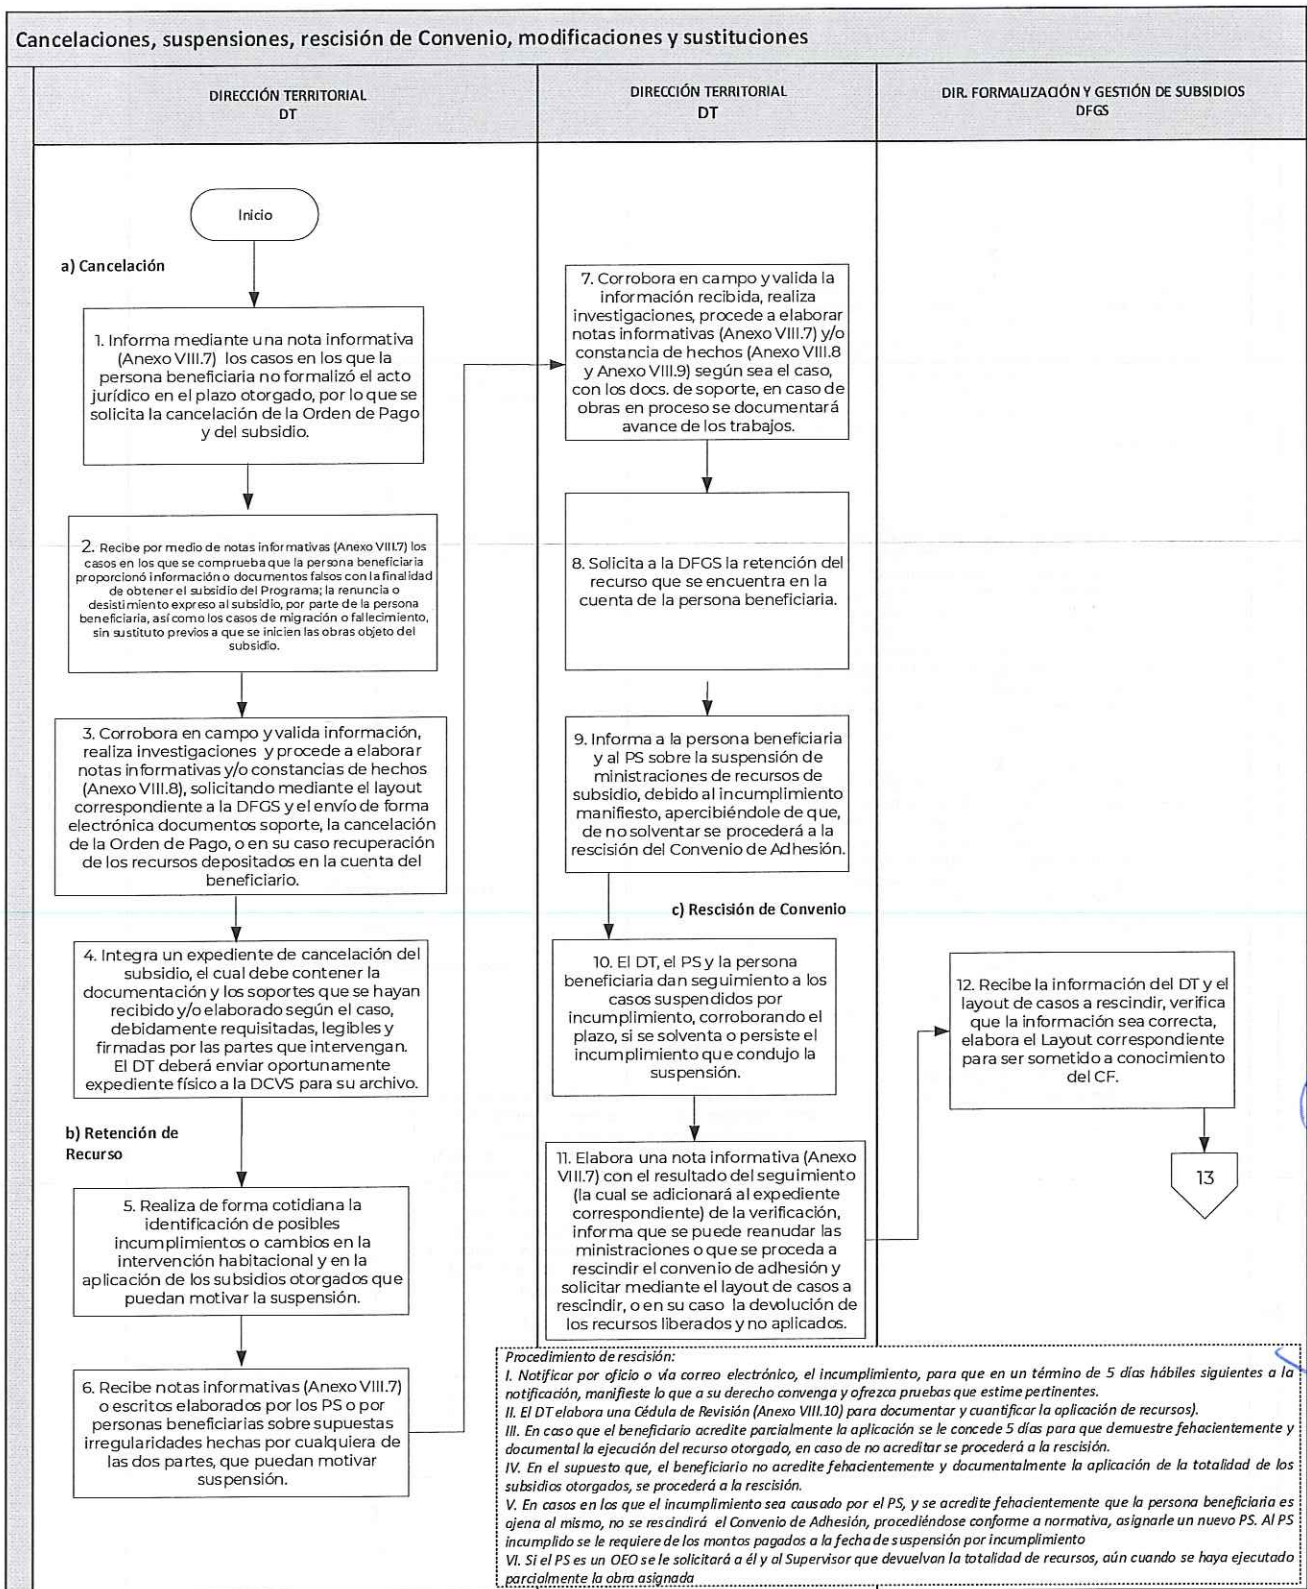 Cancelaciones, suspensiones, rescisión de Convenio, modificaciones y sustituciones
DIRECCIÓN TERRITORIAL
DT
DIRECCIÓN TERRITORIAL
DT
DIR. FORMALIZACIÓN Y GESTIÓN DE SUBSIDIOS
DFGS
Inicio
a) Cancelación
1. Informa mediante una nota informativa
(Anexo VIII.7) los casos en los que la
persona beneficiaria no formalizó el acto
jurídico en el plazo otorgado, por lo que se
solicita la cancelación de la Orden de Pago
y del subsidio.
2. Recibe por medio de notas informativas (Anexo VIII.7) los
casos en los que se comprueba que la persona beneficiaria
proporcionó información o documentos falsos con la finalidad
de obtener el subsidio del Programa; la renuncia o
desistimiento expreso al subsidio, por parte de la persona
beneficiaria, así como los casos de migración o fallecimiento,
sin sustituto previos a que se inicien las obras objeto del
subsidio.
3. Corrobora en campo y valida información,
realiza investigaciones y procede a elaborar
notas informativas y/o constancias de hechos
(Anexo VIII.8), solicitando mediante el layout
correspondiente a la DFGS y el envío de forma
electrónica documentos soporte, la cancelación
de la Orden de Pago, o en su caso recuperación
de los recursos depositados en la cuenta del
beneficiario.
4. Integra un expediente de cancelación del
subsidio, el cual debe contener la
documentación y los soportes que se hayan
recibido y/o elaborado según el caso,
debidamente requisitadas, legibles y
firmadas por las partes que intervengan.
El DT deberá enviar oportunamente
expediente físico a la DCVS para su archivo.
b) Retención de
Recurso
5. Realiza de forma cotidiana la
identificación de posibles
incumplimientos o cambios en la
intervención habitacional y en la
aplicación de los subsidios otorgados que
puedan motivar la suspensión.
6. Recibe notas informativas (Anexo VIII.7)
o escritos elaborados por los PS o por
personas beneficiarias sobre supuestas
irregularidades hechas por cualquiera de
las dos partes, que puedan motivar
suspensión.
7. Corrobora en campo y valida la
información recibida, realiza
investigaciones, procede a elaborar
notas informativas (Anexo VIII.7) y/o
constancia de hechos (Anexo VIII.8
y Anexo VIII.9) según sea el caso,
con los docs. de soporte, en caso de
obras en proceso se documentará
avance de los trabajos.
8. Solicita a la DFGS la retención del
recurso que se encuentra en la
cuenta de la persona beneficiaria.
9. Informa a la persona beneficiaria
y al PS sobre la suspensión de
ministraciones de recursos de
subsidio, debido al incumplimiento
manifiesto, apercibiéndole de que,
de no solventar se procederá a la
rescisión del Convenio de Adhesión.
c) Rescisión de Convenio
10. El DT, el PS y la persona
beneficiaria dan seguimiento a los
casos suspendidos por
incumplimiento, corroborando el
plazo, si se solventa o persiste el
incumplimiento que condujo la
suspensión.
11. Elabora una nota informativa (Anexo
VIII.7) con el resultado del seguimiento
(la cual se adicionará al expediente
correspondiente) de la verificación,
informa que se puede reanudar las
ministraciones o que se proceda a
rescindir el convenio de adhesión y
solicitar mediante el layout de casos a
rescindir, o en su caso la devolución de
los recursos liberados y no aplicados.
12. Recibe la información del DT y el
layout de casos a rescindir, verifica
que la información sea correcta,
elabora el Layout correspondiente
para ser sometido a conocimiento
del CF.
13
Procedimiento de rescisión:
I. Notificar por oficio o vía correo electrónico, el incumplimiento, para que en un término de 5 días hábiles siguientes a la
notificación, manifieste lo que a su derecho convenga y ofrezca pruebas que estime pertinentes.
II. El DT elabora una Cédula de Revisión (Anexo VIII.10) para documentar y cuantificar la aplicación de recursos).
III. En caso que el beneficiario acredite parcialmente la aplicación se le concede 5 días para que demuestre fehacientemente y
documental la ejecución del recurso otorgado, en caso de no acreditar se procederá a la rescisión.
IV. En el supuesto que, el beneficiario no acredite fehacientemente y documentalmente la aplicación de la totalidad de los
subsidios otorgados, se procederá a la rescisión.
V. En casos en los que el incumplimiento sea causado por el PS, y se acredite fehacientemente que la persona beneficiaria es
ajena al mismo, no se rescindirá el Convenio de Adhesión, procediéndose conforme a normativa, asignarle un nuevo PS. Al PS
incumplido se le requiere de los montos pagados a la fecha de suspensión por incumplimiento
VI. Si el PS es un OEO se le solicitará a él y al Supervisor que devuelvan la totalidad de recursos, aún cuando se haya ejecutado
parcialmente la obra asignada